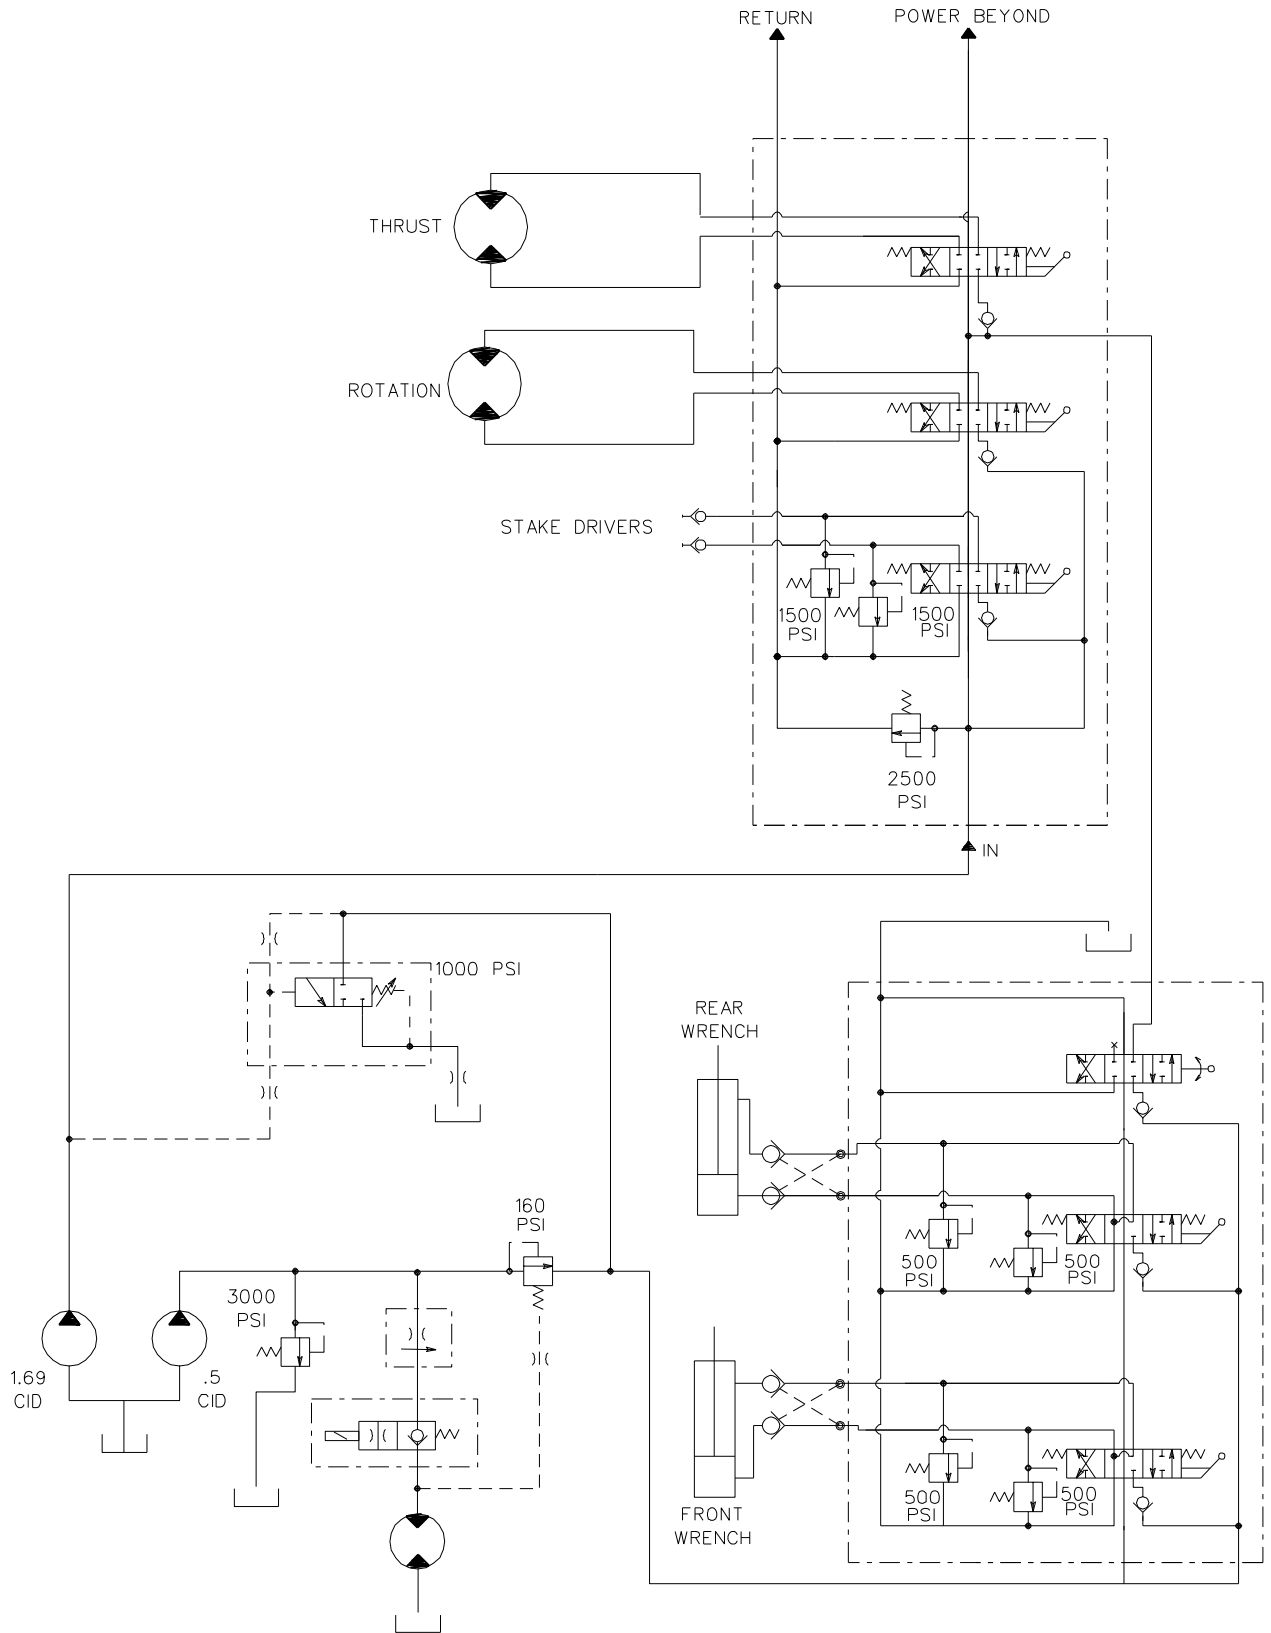 RETURN
POWER BEYOND
THRUST
ROTATION
STAKE DRIVERS
1500
PSI
1500
PSI
2500
PSI
IN
1000 PSI
REAR
WRENCH
160
PSI
500
PSI
500
PSI
3000
PSI
1.69
CID
.5
CID
500
PSI
500
PSI
FRONT
WRENCH